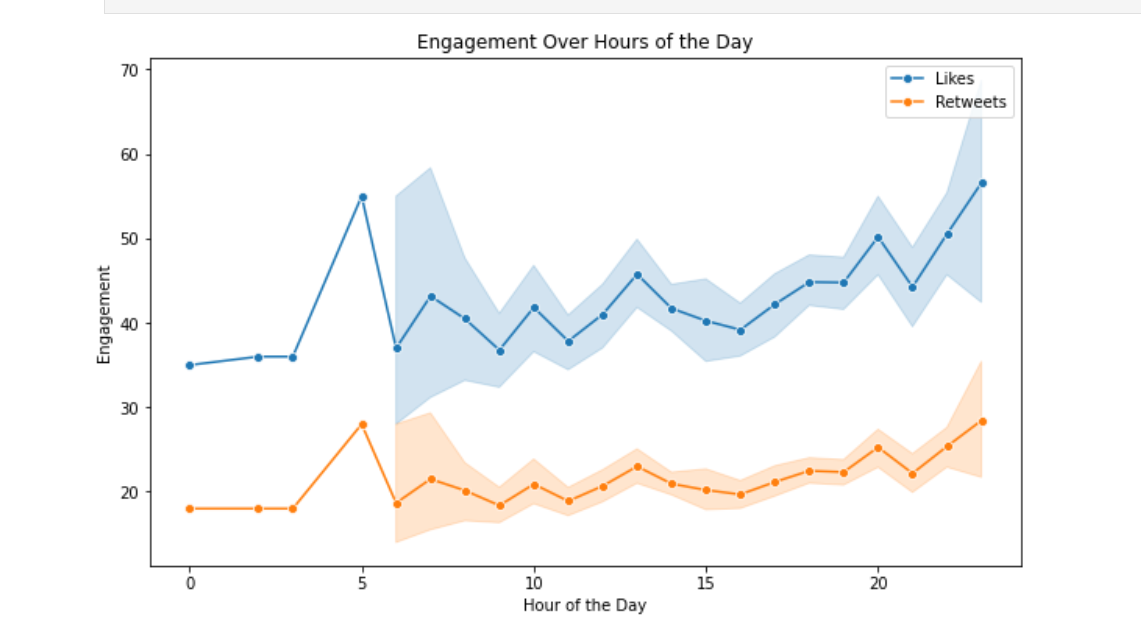 Engagement Over Hours of the Day
70
60
50
40
30
20
Engagement
Likes
Retweets
0 5 10 15 20
Hour of the Day